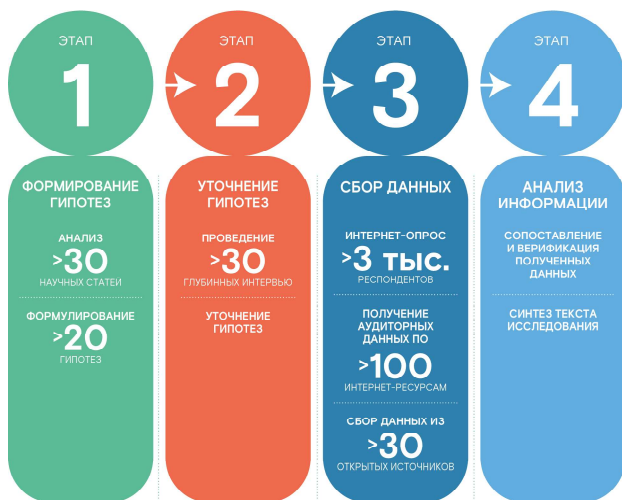 ЭТАП
1
ФОРМИРОВАНИЕ
ГИПОТЕЗ
АНАЛИЗ
>30
НАУЧНЫХ СТАТЕЙ
ФОРМУЛИРОВАНИЕ
>20
ГИПОТЕЗ
ЭТАП
2
УТОЧНЕНИЕ
ГИПОТЕЗ
ПРОВЕДЕНИЕ
>30
ГЛУБИННЫХ ИНТЕРВЬЮ
УТОЧНЕНИЕ
ГИПОТЕЗ
ЭТАП
3
СБОР ДАННЫХ
ИНТЕРНЕТ-ОПРОС
>3 тыс.
РЕСПОНДЕНТОВ
ПОЛУЧЕНИЕ
АУДИТОРНЫХ
ДАННЫХ ПО
>100
ИНТЕРНЕТ-РЕСУРСАМ
СБОР ДАННЫХ ИЗ
>30
ОТКРЫТЫХ ИСТОЧНИКОВ
ЭТАП
4
АНАЛИЗ
ИНФОРМАЦИИ
СОПОСТАВЛЕНИЕ
И ВЕРИФИКАЦИЯ
ПОЛУЧЕННЫХ
ДАННЫХ
СИНТЕЗ ТЕКСТА
ИССЛЕДОВАНИЯ